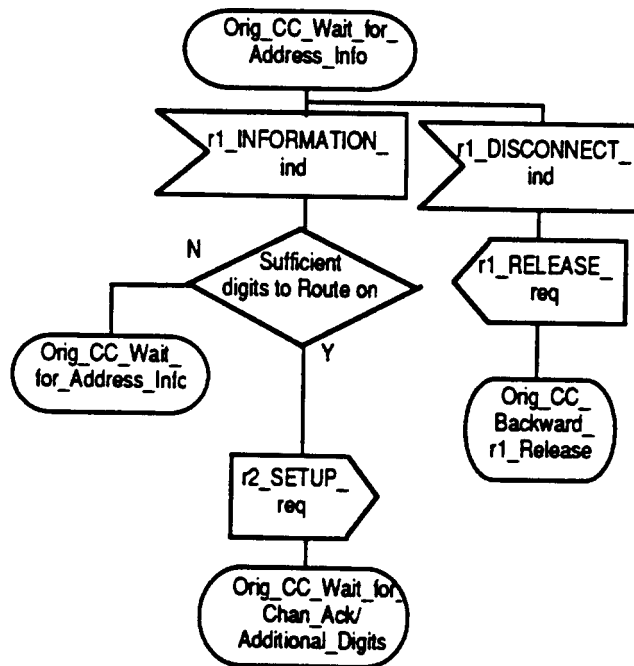 Orig_CC_Wait_for_
Address_Info
r1_INFORMATION_
ind
r1_DISCONNECT_
ind
N
Sufficient
digits to Route on
r1_RELEASE_
req
Orig_CC_Wait_
for_Address_Info
Y
Orig_CC_
Backward_
r1_Release
r2_SETUP_
req
Orig_CC_Wait_for_
Chan_Ack/
Additional_Digits